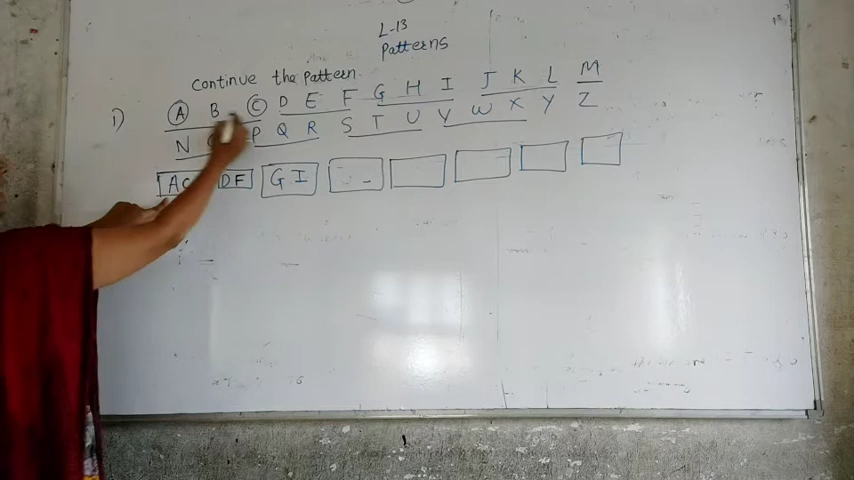 L-13
Patterns
Continue the pattern.
1) A B C D E F G H I J K L M
N P Q R S T U V W X Y Z
AC DF GI _ _